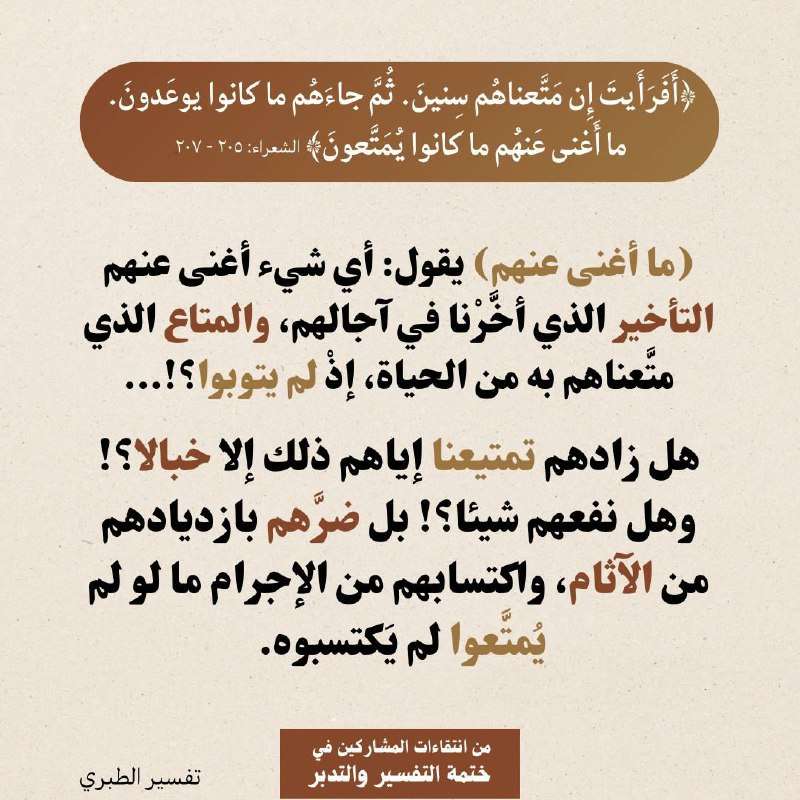 ﴿أَفَرَأَيتَ إِن مَتَّعناهُم سِنينَ. ثُمَّ جاءَهُم ما كانوا يوعَدونَ.
ما أَغنى عَنهُم ما كانوا يُمَتَّعونَ﴾ الشعراء: ٢٠٥ - ٢٠٧
(ما أغنى عنهم) يقول: أي شيء أغنى عنهم
التأخير الذي أخَّرْنا في آجالهم، والمتاع الذي
متَّعناهم به من الحياة، إذْ لم يتوبوا؟!...
هل زادهم تمتيعنا إياهم ذلك إلا خبالا؟!
وهل نفعهم شيئا؟! بل ضرَّهم بازديادهم
من الآثام، واكتسابهم من الإجرام ما لو لم
يُمتَّعوا لم يَكتسبوه.
من انتقاءات المشاركين في
ختمة التفسير والتدبر
تفسير الطبري